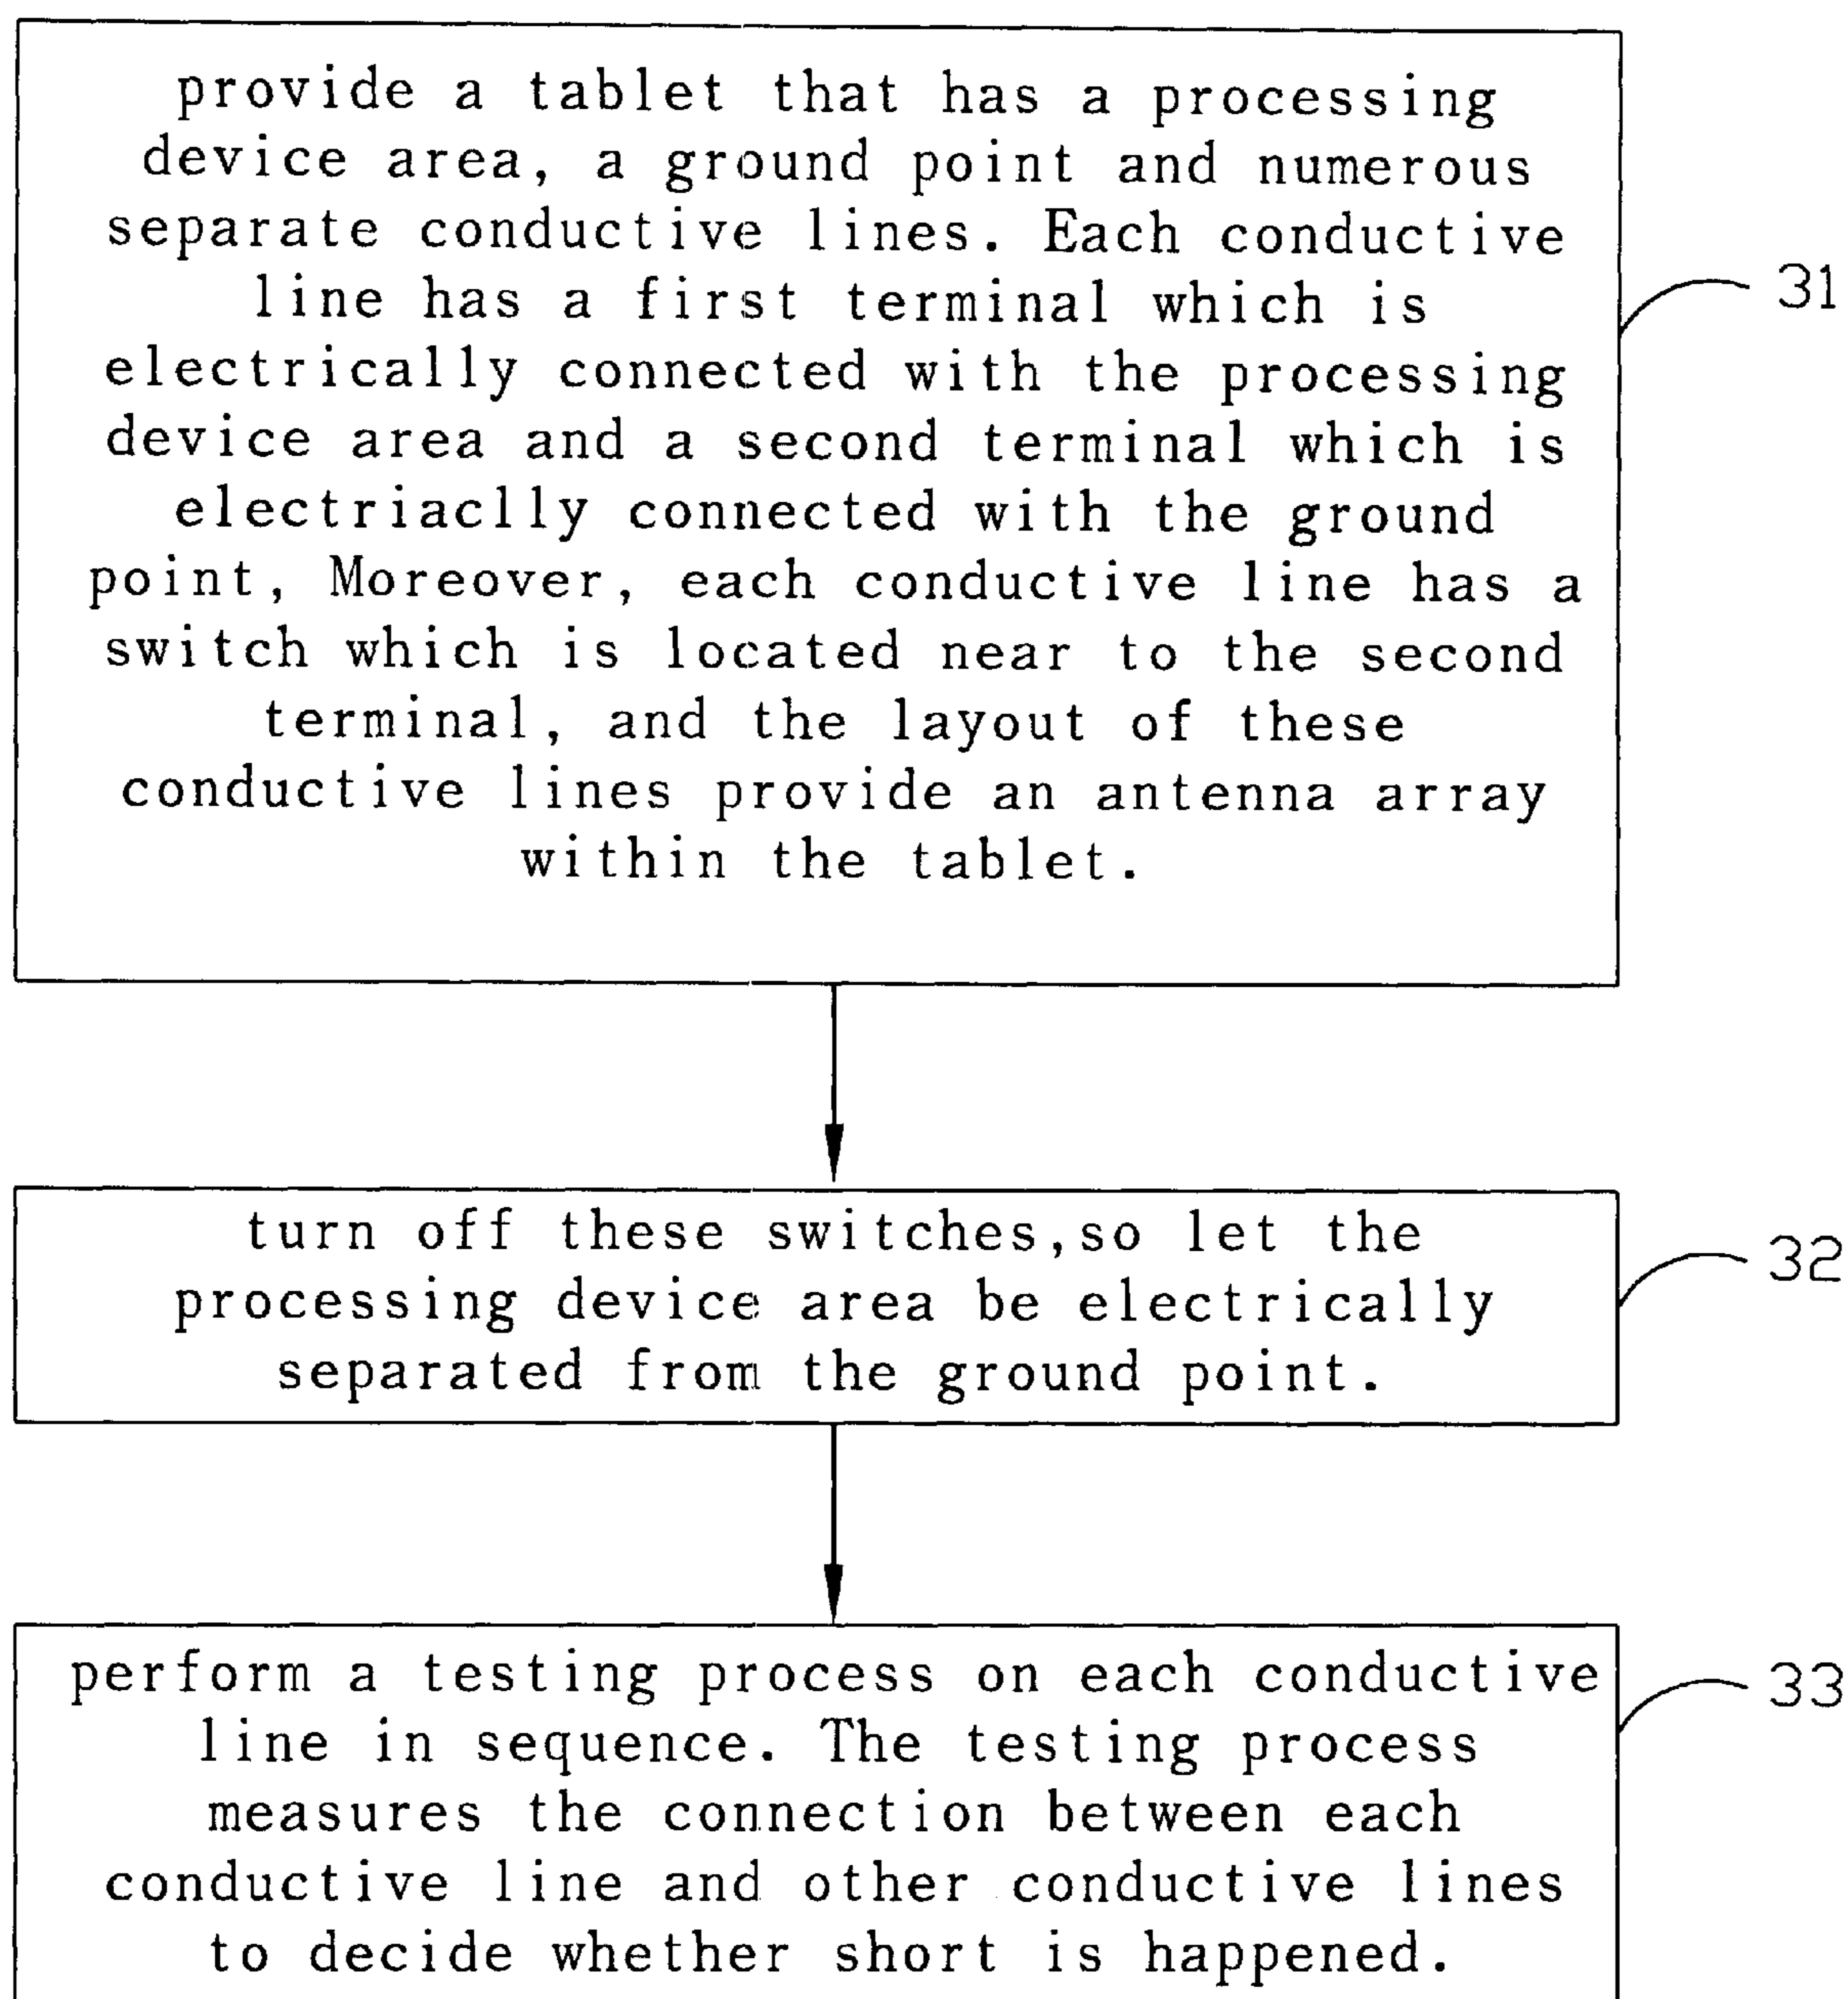 provide a tablet that has a processing
device area, a ground point and numerous
separate conductive lines. Each conductive
line has a first terminal which is
electrically connected with the processing
device area and a second terminal which is
electriaclly connected with the ground
point, Moreover, each conductive line has a
switch which is located near to the second
terminal, and the layout of these
conductive lines provide an antenna array
within the tablet.
31
turn off these switches,so let the
processing device area be electrically
separated from the ground point.
32
perform a testing process on each conductive
line in sequence. The testing process
measures the connection between each
conductive line and other conductive lines
to decide whether short is happened.
33